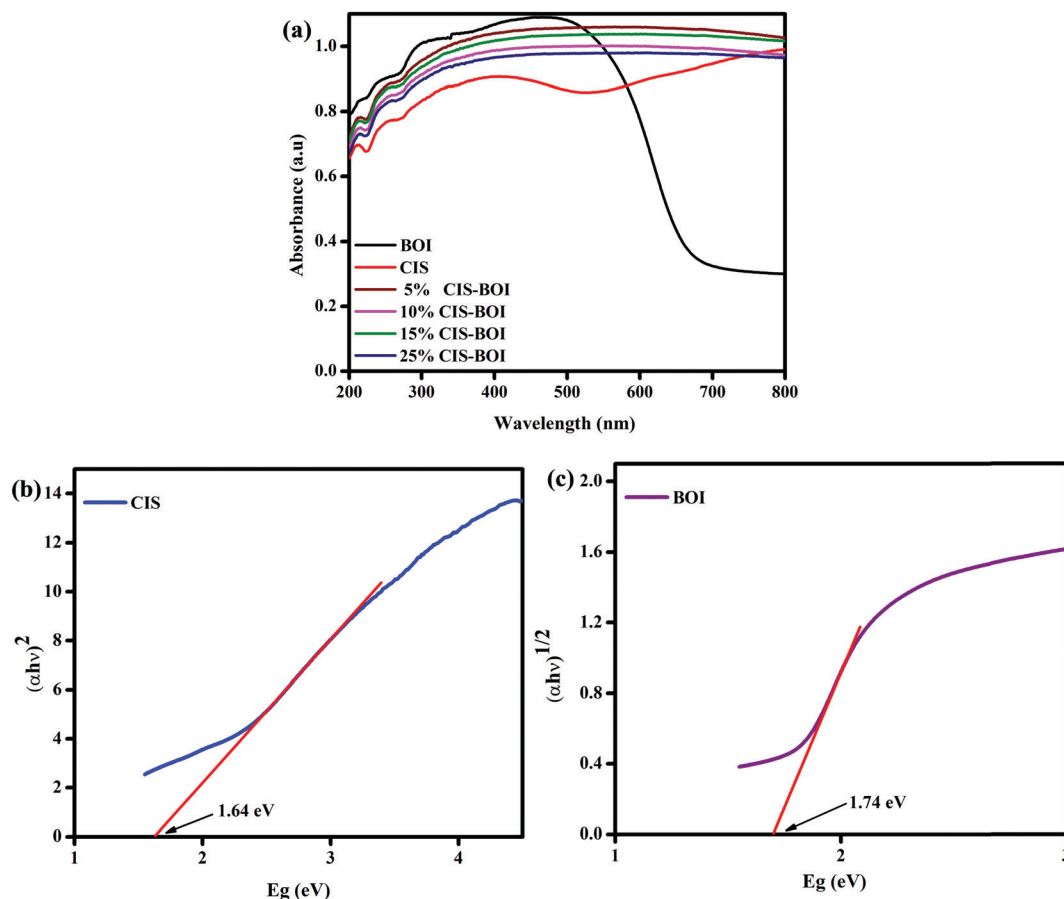 (a)
Absorbance (a.u)
1.0
0.8
0.6
0.4
0.2
0.0
BOI
CIS
5% CIS-BOI
10% CIS-BOI
15% CIS-BOI
25% CIS-BOI
200 300 400 500 600 700 800
Wavelength (nm)
(b)
CIS
(αhν)²
14
12
10
8
6
4
2
0
1.64 eV
1 2 3 4
Eg (eV)
(c)
BOI
(αhν)^1/2
2.0
1.6
1.2
0.8
0.4
0.0
1.74 eV
1 2 3
Eg (eV)